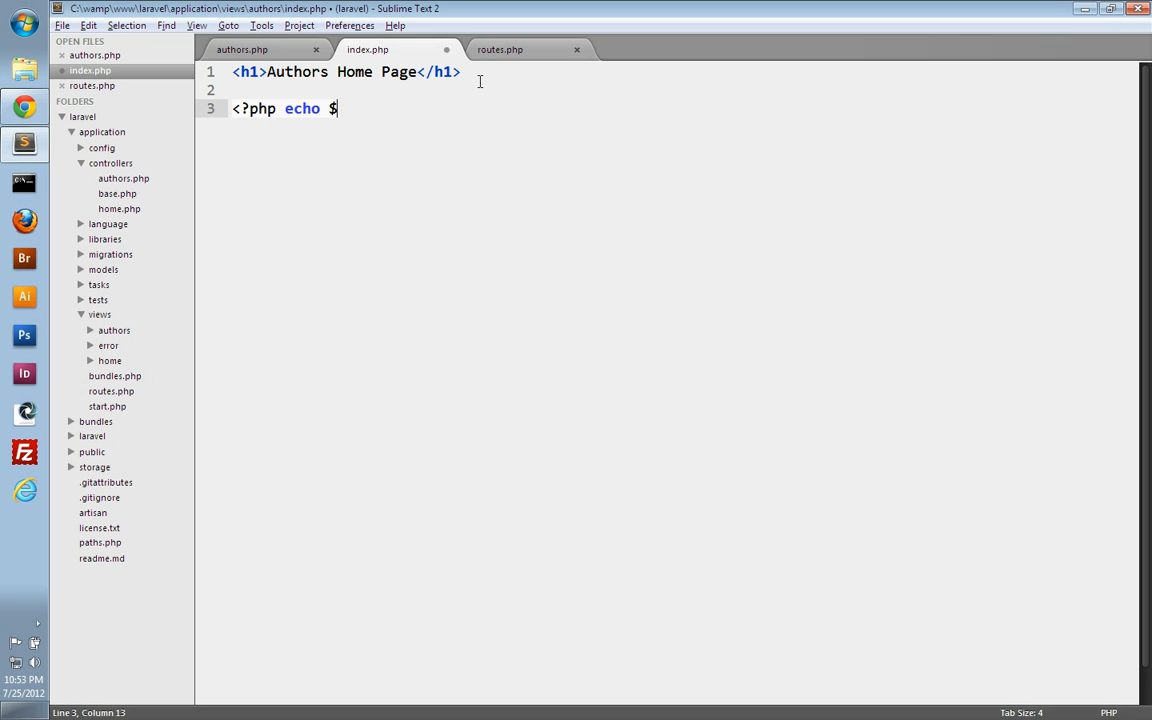 C:\wamp\www\laravel\application\views\authors\index.php • (laravel) - Sublime Text 2
File Edit Selection Find View Goto Tools Project Preferences Help
OPEN FILES
authors.php
index.php
routes.php
FOLDERS
laravel
application
config
controllers
authors.php
base.php
home.php
language
libraries
migrations
models
tasks
tests
views
authors
error
home
bundles.php
routes.php
start.php
bundles
laravel
public
storage
.gitattributes
.gitignore
artisan
license.txt
paths.php
readme.md
authors.php index.php routes.php
1 <h1>Authors Home Page</h1>
2
3 <?php echo $
Br
Ai
Ps
Id
Fz
10:53 PM
7/25/2012
Line 3, Column 13
Tab Size: 4
PHP